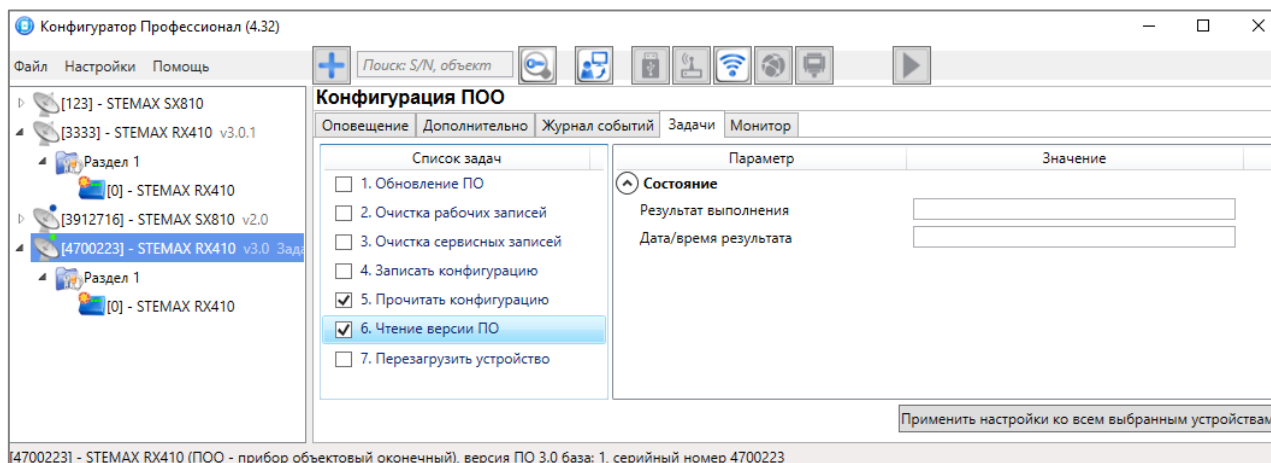 Конфигуратор Профессионал (4.32)
Файл Настройки Помощь
Поиск: S/N, объект
[123] - STEMAX SX810
[3333] - STEMAX RX410 v3.0.1
Раздел 1
[0] - STEMAX RX410
[3912716] - STEMAX SX810 v2.0
[4700223] - STEMAX RX410 v3.0 Зада
Раздел 1
[0] - STEMAX RX410
Конфигурация ПОО
Оповещение Дополнительно Журнал событий Задачи Монитор
Список задач
1. Обновление ПО
2. Очистка рабочих записей
3. Очистка сервисных записей
4. Записать конфигурацию
5. Прочитать конфигурацию
6. Чтение версии ПО
7. Перезагрузить устройство
Параметр Значение
Состояние
Результат выполнения
Дата/время результата
Применить настройки ко всем выбранным устройствам
[4700223] - STEMAX RX410 (ПОО - прибор объектовый оконечный), версия ПО 3.0 база: 1, серийный номер 4700223